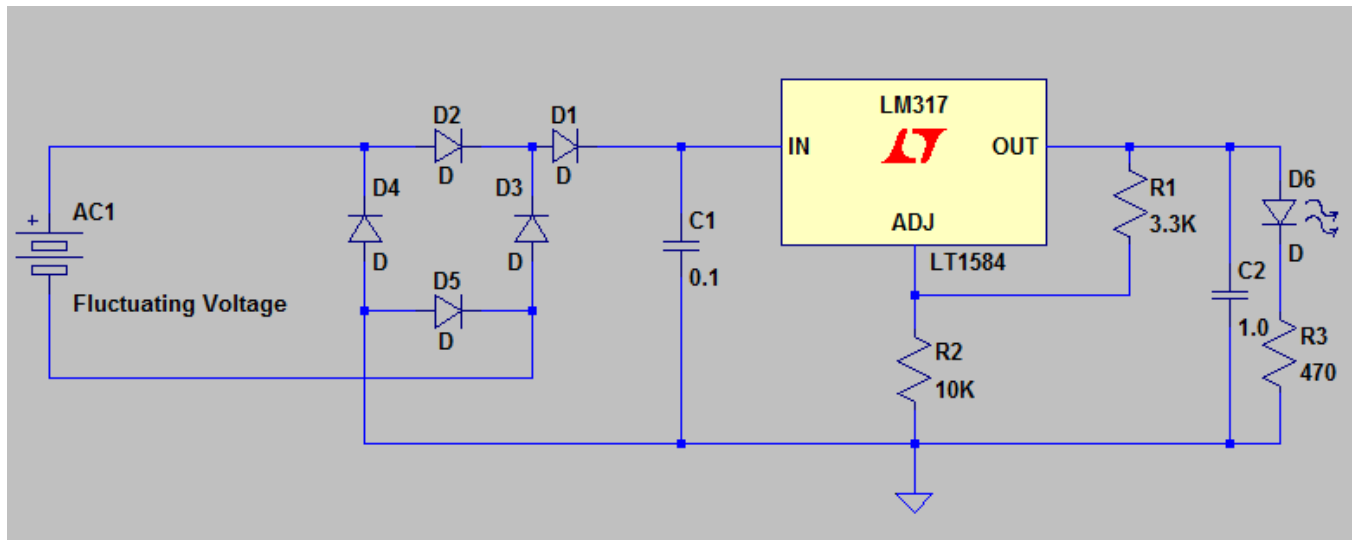 D2
D1
LM317
IN
OUT
D
D
D4
D3
R1
D6
3.3K
+
AC1
C1
ADJ
D
D
D
LT1584
C2
D5
0.1
Fluctuating Voltage
D
1.0
R3
R2
470
10K